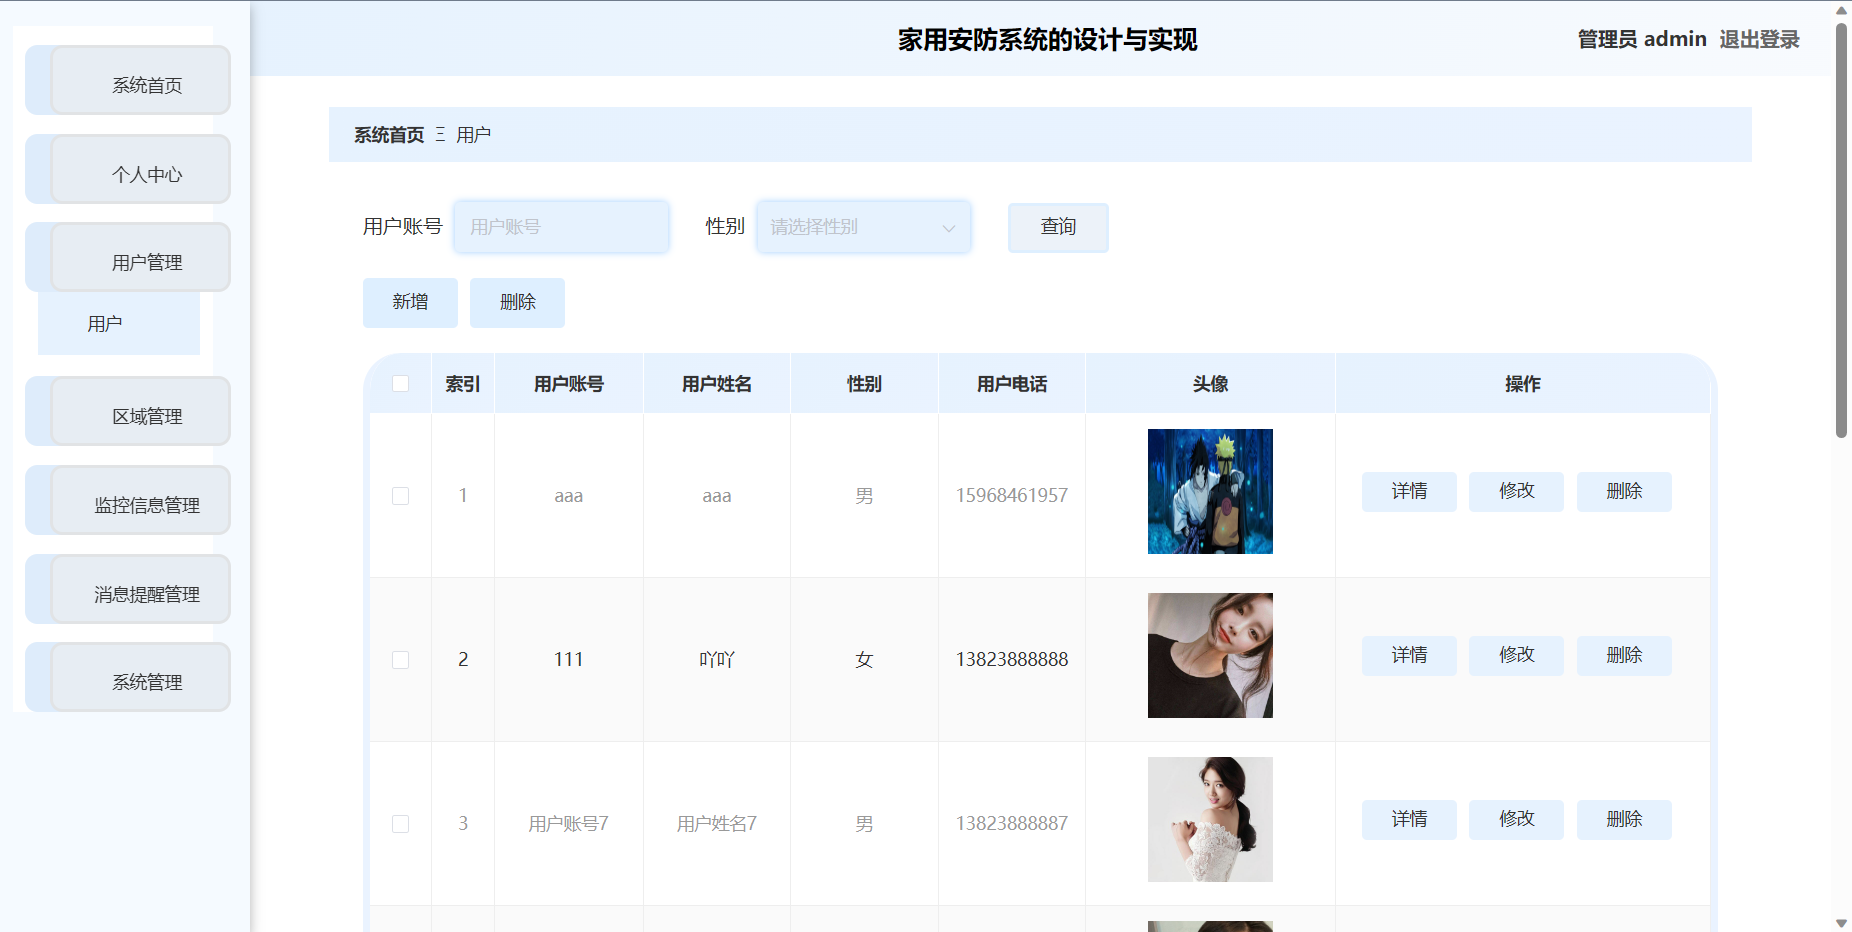 家用安防系统的设计与实现
管理员 admin 退出登录
系统首页
个人中心
用户管理
用户
区域管理
监控信息管理
消息提醒管理
系统管理
系统首页 Ξ 用户
用户账号 用户账号 性别 请选择性别 查询
新增 删除
索引 用户账号 用户姓名 性别 用户电话 头像 操作
1 aaa aaa 男 15968461957 详情 修改 删除
2 111 吖吖 女 13823888888 详情 修改 删除
3 用户账号7 用户姓名7 男 13823888887 详情 修改 删除